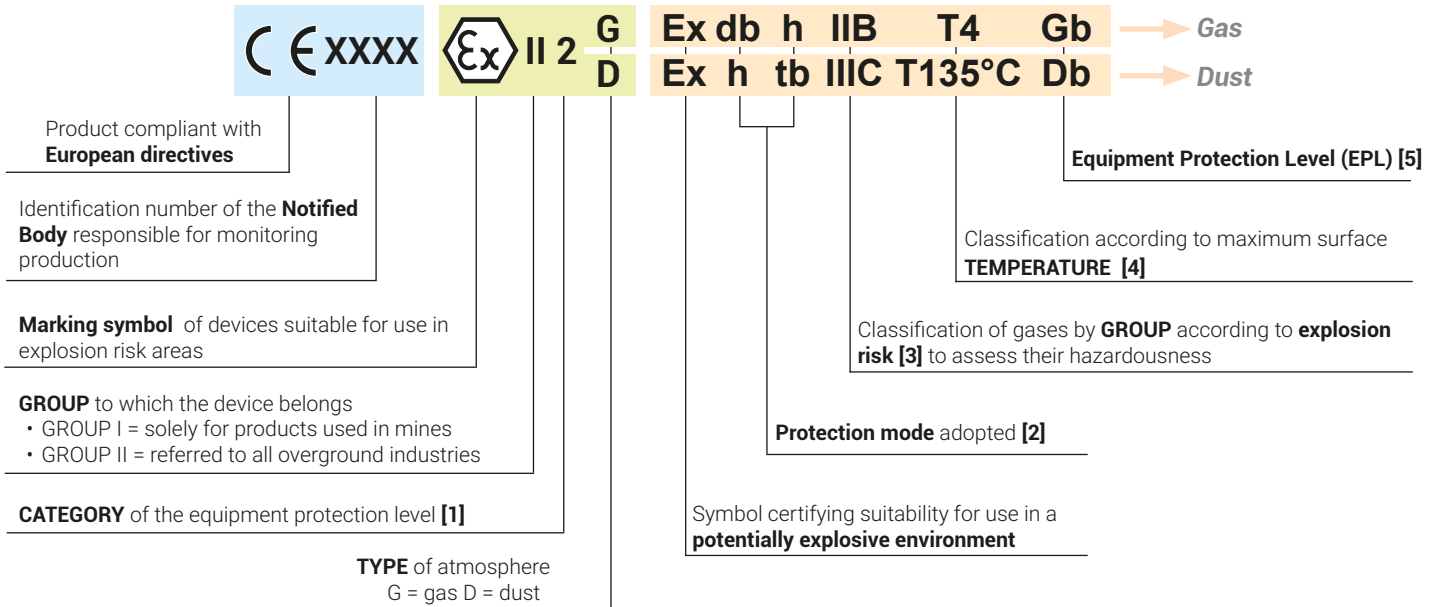 CE XXXX Ex II 2 G Ex db h IIB T4 Gb Gas
D Ex h tb IIIC T135°C Db Dust
Product compliant with
European directives
Equipment Protection Level (EPL) [5]
Identification number of the Notified
Body responsible for monitoring
production
Classification according to maximum surface
TEMPERATURE [4]
Marking symbol of devices suitable for use in
explosion risk areas
Classification of gases by GROUP according to explosion
risk [3] to assess their hazardousness
GROUP to which the device belongs
• GROUP I = solely for products used in mines
• GROUP II = referred to all overground industries
Protection mode adopted [2]
CATEGORY of the equipment protection level [1]
Symbol certifying suitability for use in a
potentially explosive environment
TYPE of atmosphere
G = gas D = dust